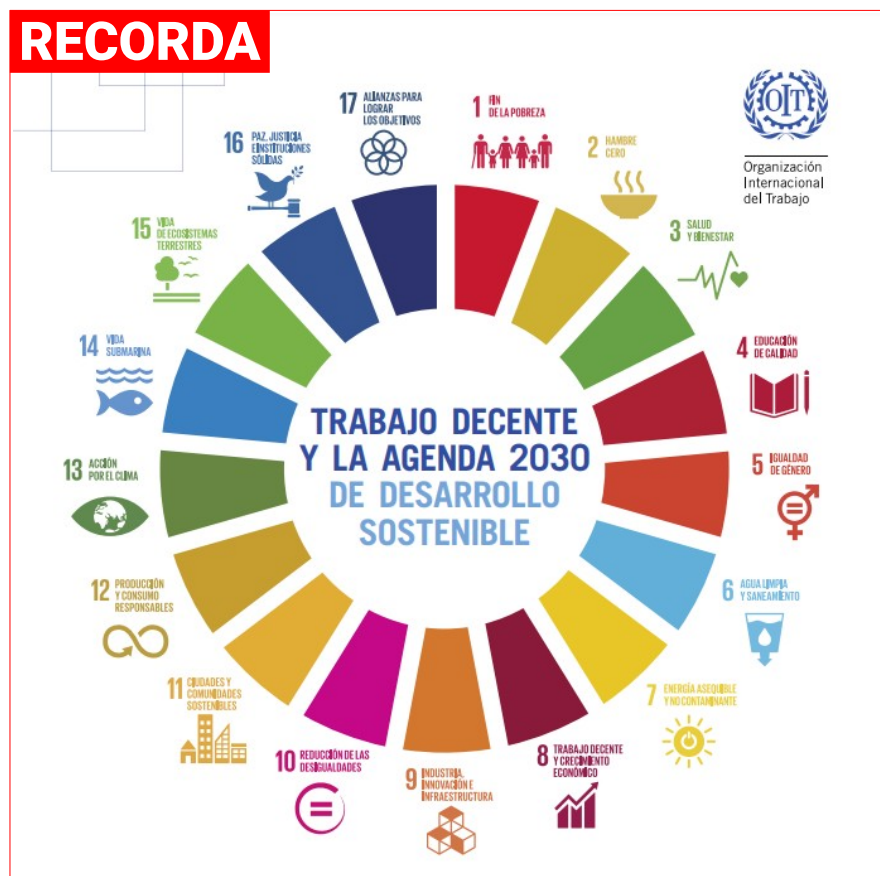 RECORDA
17 ALIANZAS PARA
LOGRAR
LOS OBJETIVOS
1 FIN
DE LA POBREZA
2 HAMBRE
CERO
OIT
Organización
Internacional
del Trabajo
16 PAZ, JUSTICIA
E INSTITUCIONES
SÓLIDAS
15 VIDA
DE ECOSISTEMAS
TERRESTRES
3 SALUD
Y BIENESTAR
14 VIDA
SUBMARINA
4 EDUCACIÓN
DE CALIDAD
TRABAJO DECENTE
Y LA AGENDA 2030
DE DESARROLLO
SOSTENIBLE
13 ACCIÓN
POR EL CLIMA
5 IGUALDAD
DE GÉNERO
12 PRODUCCIÓN
Y CONSUMO
RESPONSABLES
6 AGUA LIMPIA
Y SANEAMIENTO
11 CIUDADES Y
COMUNIDADES
SOSTENIBLES
7 ENERGÍA ASEQUIBLE
Y NO CONTAMINANTE
10 REDUCCIÓN DE LAS
DESIGUALDADES
9 INDUSTRIA,
INNOVACIÓN E
INFRAESTRUCTURA
8 TRABAJO DECENTE
Y CRECIMIENTO
ECONÓMICO